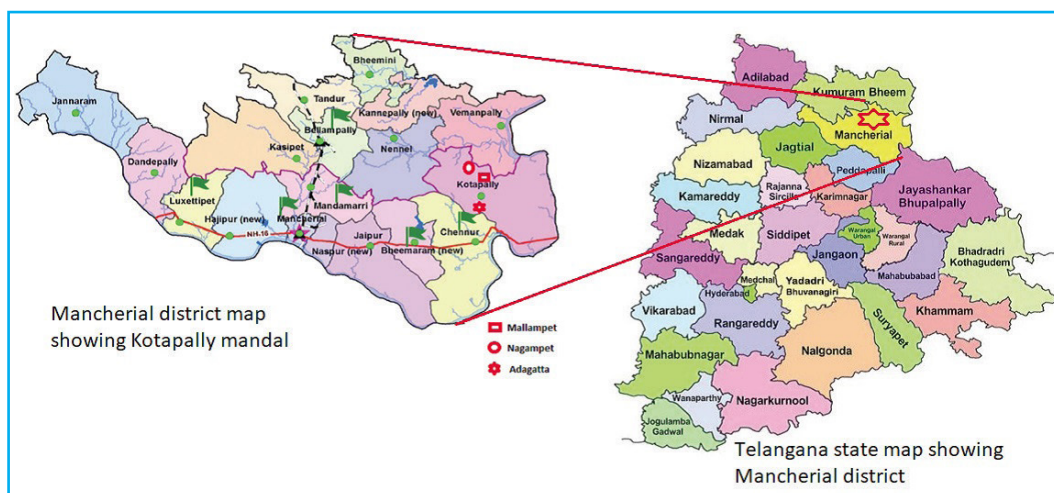 Bheemini
Jannaram
Tandur
Kannepally (new)
Vemanpally
Bellampally
Nennel
Dandepally
Kasipet
Kotapally
Luxettipet
Mandamarri
Hajipur (new)
Mancherial
Chennur
NH-16
Jaipur
Naspur (new)
Bheemaram (new)
Mancherial district map
showing Kotapally mandal
Mallampet
Nagampet
Adagatta
Adilabad
Kumuram Bheem
Nirmal
Mancherial
Jagtial
Nizamabad
Peddapalli
Kamareddy
Rajanna
Sircilla
Karimnagar
Jayashankar
Bhupalpally
Medak
Siddipet
Warangal
Urban
Warangal
Rural
Sangareddy
Jangaon
Bhadradri
Kothagudem
Medchal
Yadadri
Bhuvanagiri
Mahabubabad
Hyderabad
Vikarabad
Rangareddy
Suryapet
Khammam
Mahabubnagar
Nalgonda
Wanaparthy
Nagarkurnool
Jogulamba
Gadwal
Telangana state map showing
Mancherial district